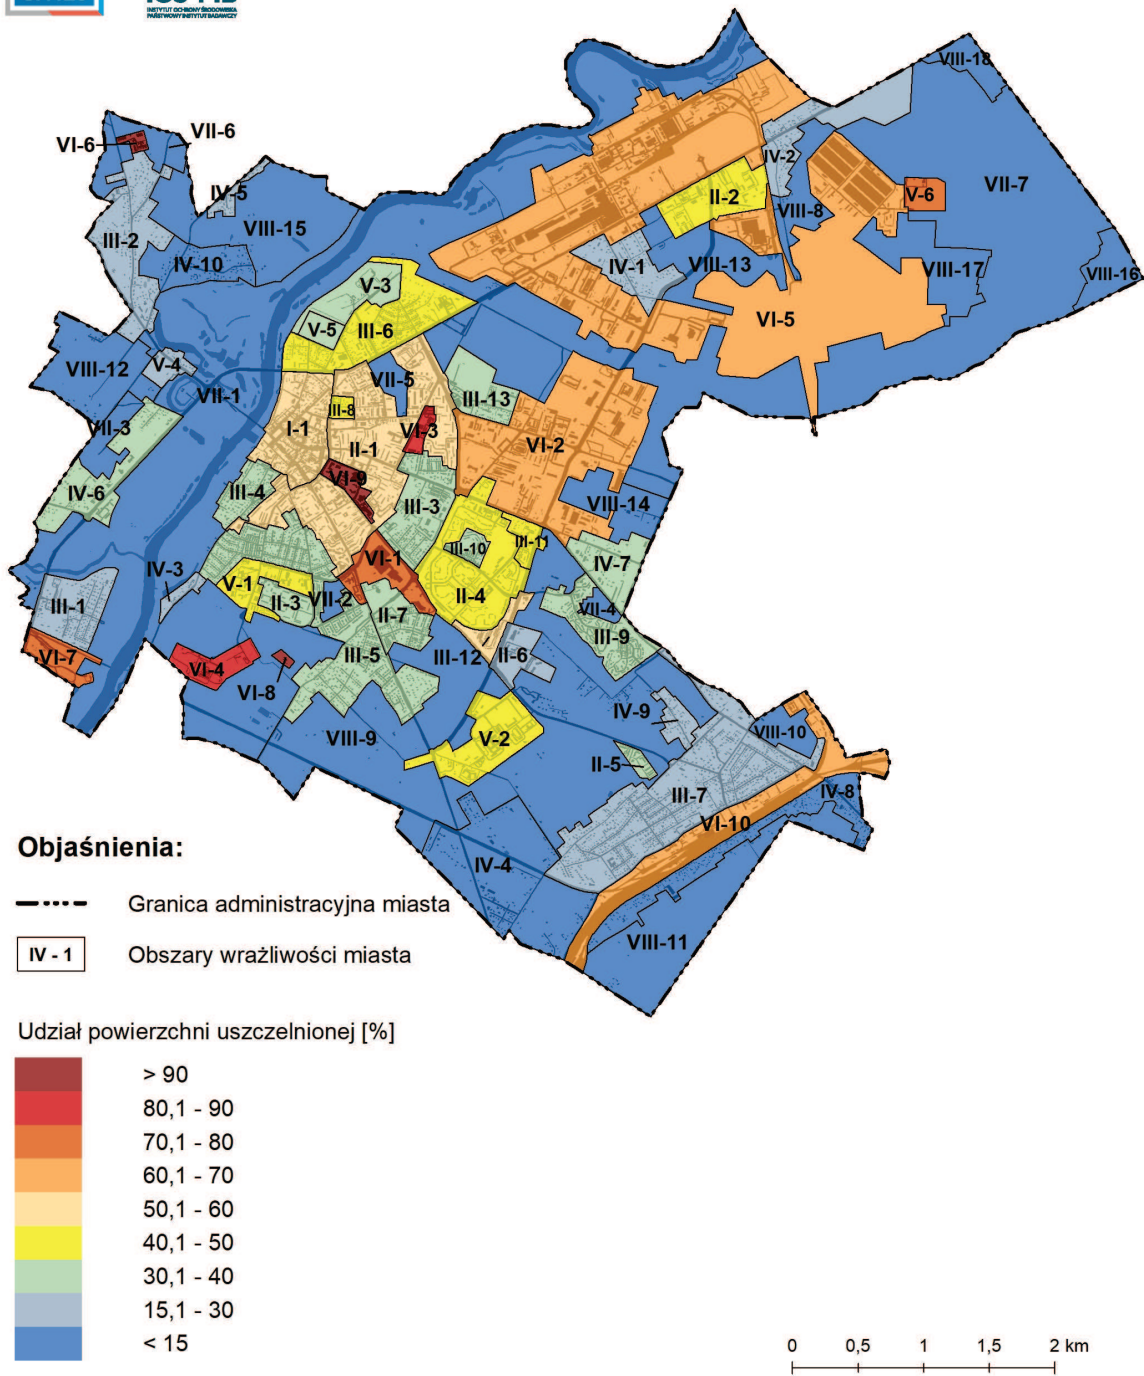 INSTYTUT OCHRONY ŚRODOWISKA
PAŃSTWOWY INSTYTUT BADAWCZY
VIII-18
VI-6
VII-6
IV-2
IV-5
II-2
V-6
VII-7
VIII-8
III-2
VIII-15
IV-10
IV-1
VIII-13
VIII-17
VIII-16
V-3
VI-5
V-5
III-6
VIII-12
V-4
VII-5
VII-1
III-13
III-8
VII-3
I-1
VI-3
II-1
VI-2
VI-9
IV-6
III-4
III-3
VIII-14
III-11
III-10
VI-1
IV-7
IV-3
V-1
II-3
VII-2
II-4
III-1
II-7
VII-4
III-9
III-5
III-12
II-6
VI-7
VI-4
VI-8
IV-9
VIII-9
V-2
VIII-10
II-5
III-7
IV-8
VI-10
IV-4
VIII-11
Objaśnienia:
Granica administracyjna miasta
IV - 1 Obszary wrażliwości miasta
Udział powierzchni uszczelnionej [%]
> 90
80,1 - 90
70,1 - 80
60,1 - 70
50,1 - 60
40,1 - 50
30,1 - 40
15,1 - 30
< 15
0 0,5 1 1,5 2 km